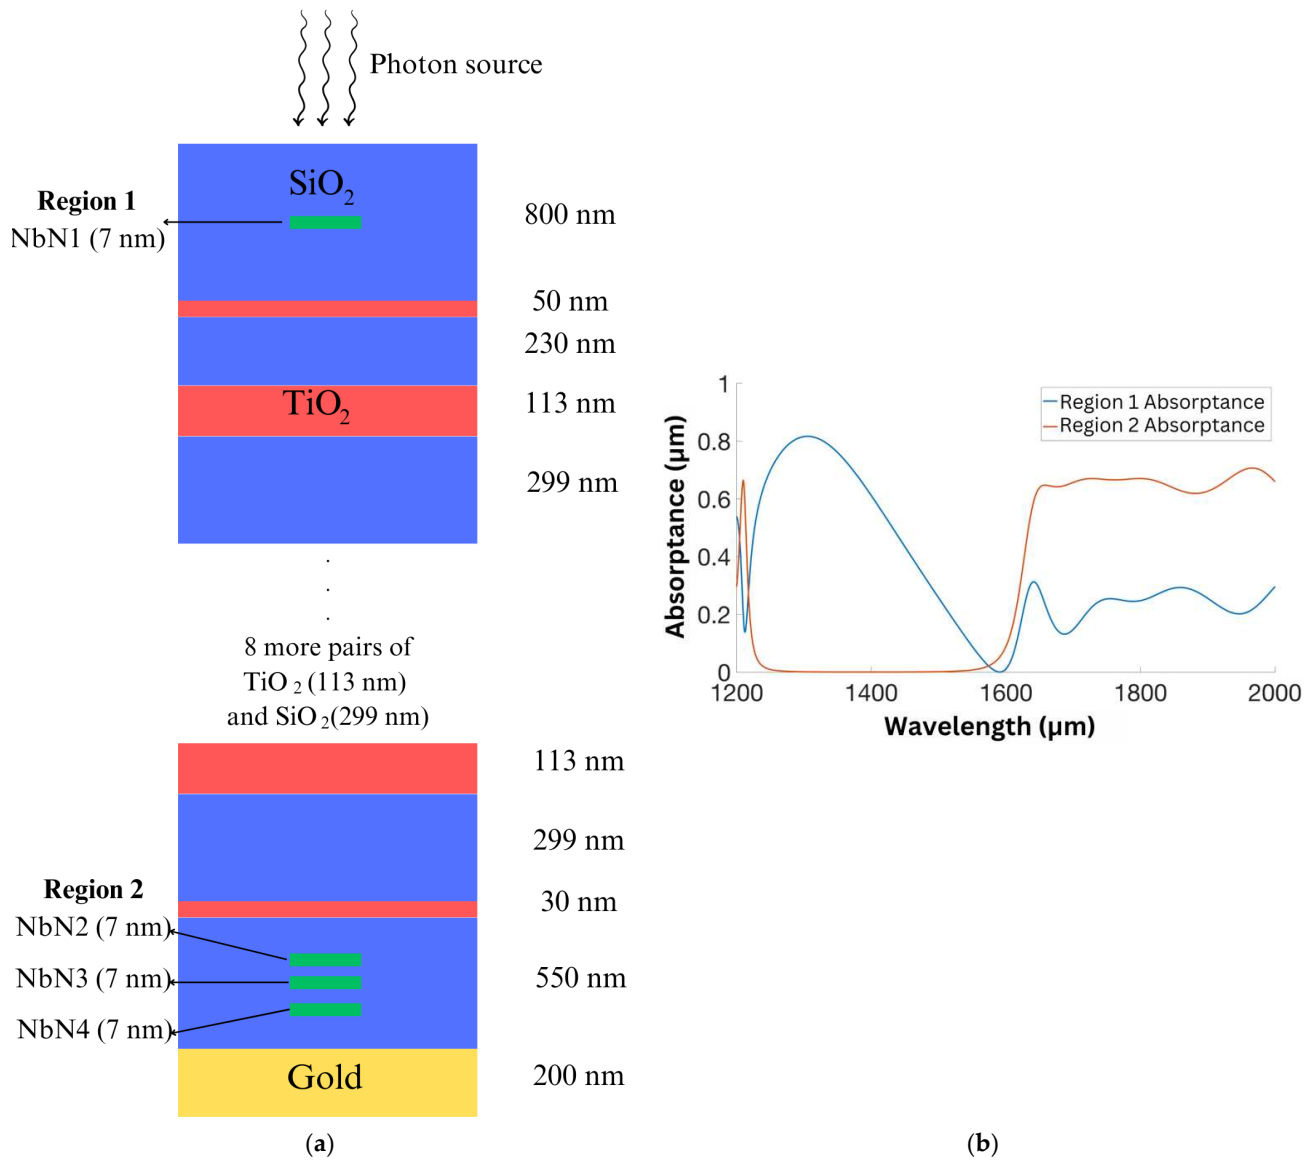 Photon source
SiO2
Region 1
NbN1 (7 nm)
800 nm
50 nm
230 nm
TiO2
113 nm
299 nm
.
.
.
8 more pairs of
TiO2 (113 nm)
and SiO2(299 nm)
113 nm
299 nm
Region 2
30 nm
NbN2 (7 nm)
NbN3 (7 nm)
550 nm
NbN4 (7 nm)
Gold
200 nm
(a)
1
0.8
0.6
0.4
0.2
0
Absorptance (μm)
Region 1 Absorptance
Region 2 Absorptance
1200
1400
1600
1800
2000
Wavelength (μm)
(b)